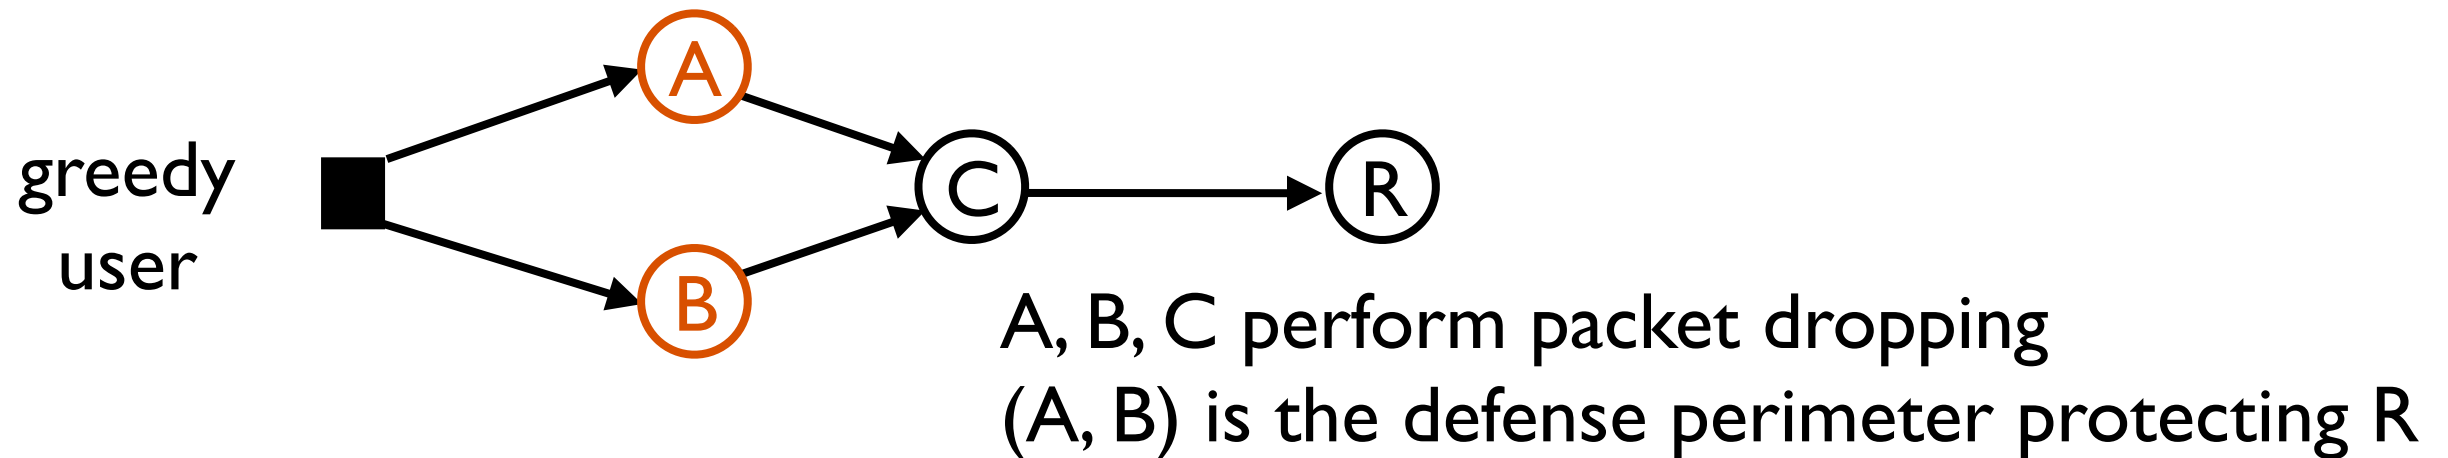 greedy
user
A
B
C
R
A, B, C perform packet dropping
(A, B) is the defense perimeter protecting R